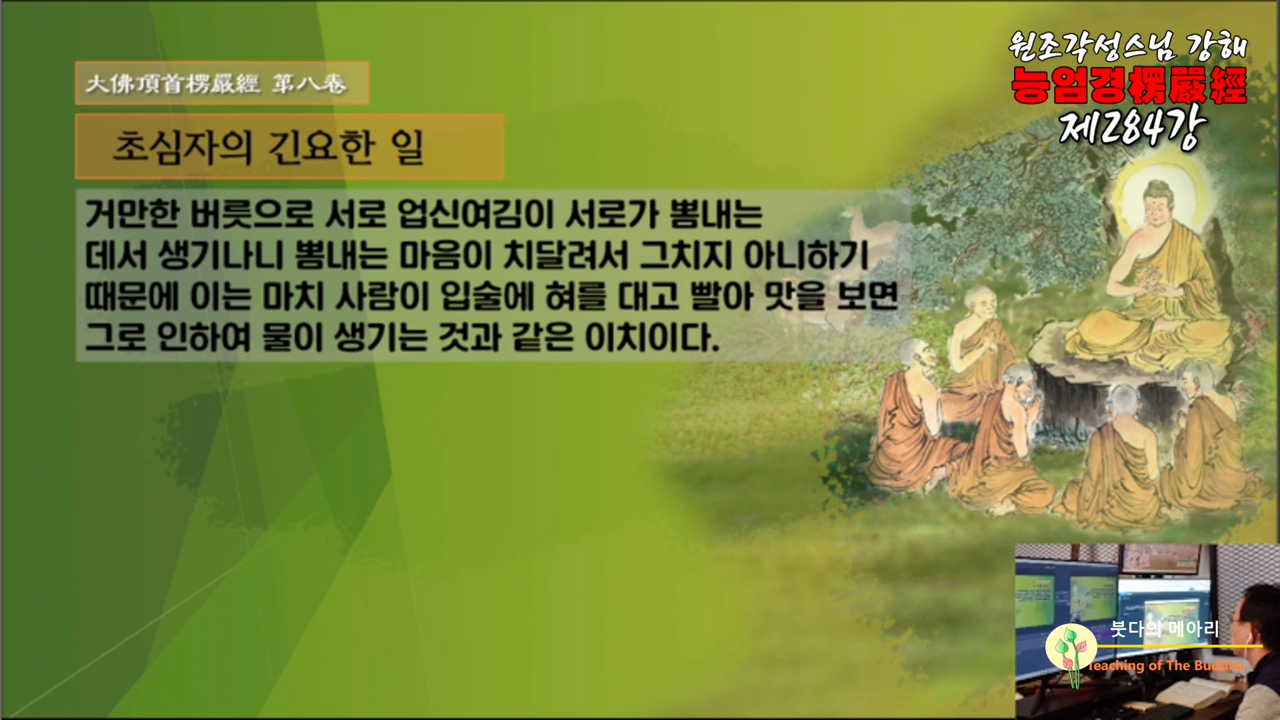 大佛頂首楞嚴經 第八卷
초심자의 긴요한 일
거만한 버릇으로 서로 업신여김이 서로가 뽐내는
데서 생기나니 뽐내는 마음이 치달려서 그치지 아니하기
때문에 이는 마치 사람이 입술에 혀를 대고 빨아 맛을 보면
그로 인하여 물이 생기는 것과 같은 이치이다.
원조각성스님 강해
능엄경楞嚴經
제284강
붓다의 메아리
Teaching of The Buddha